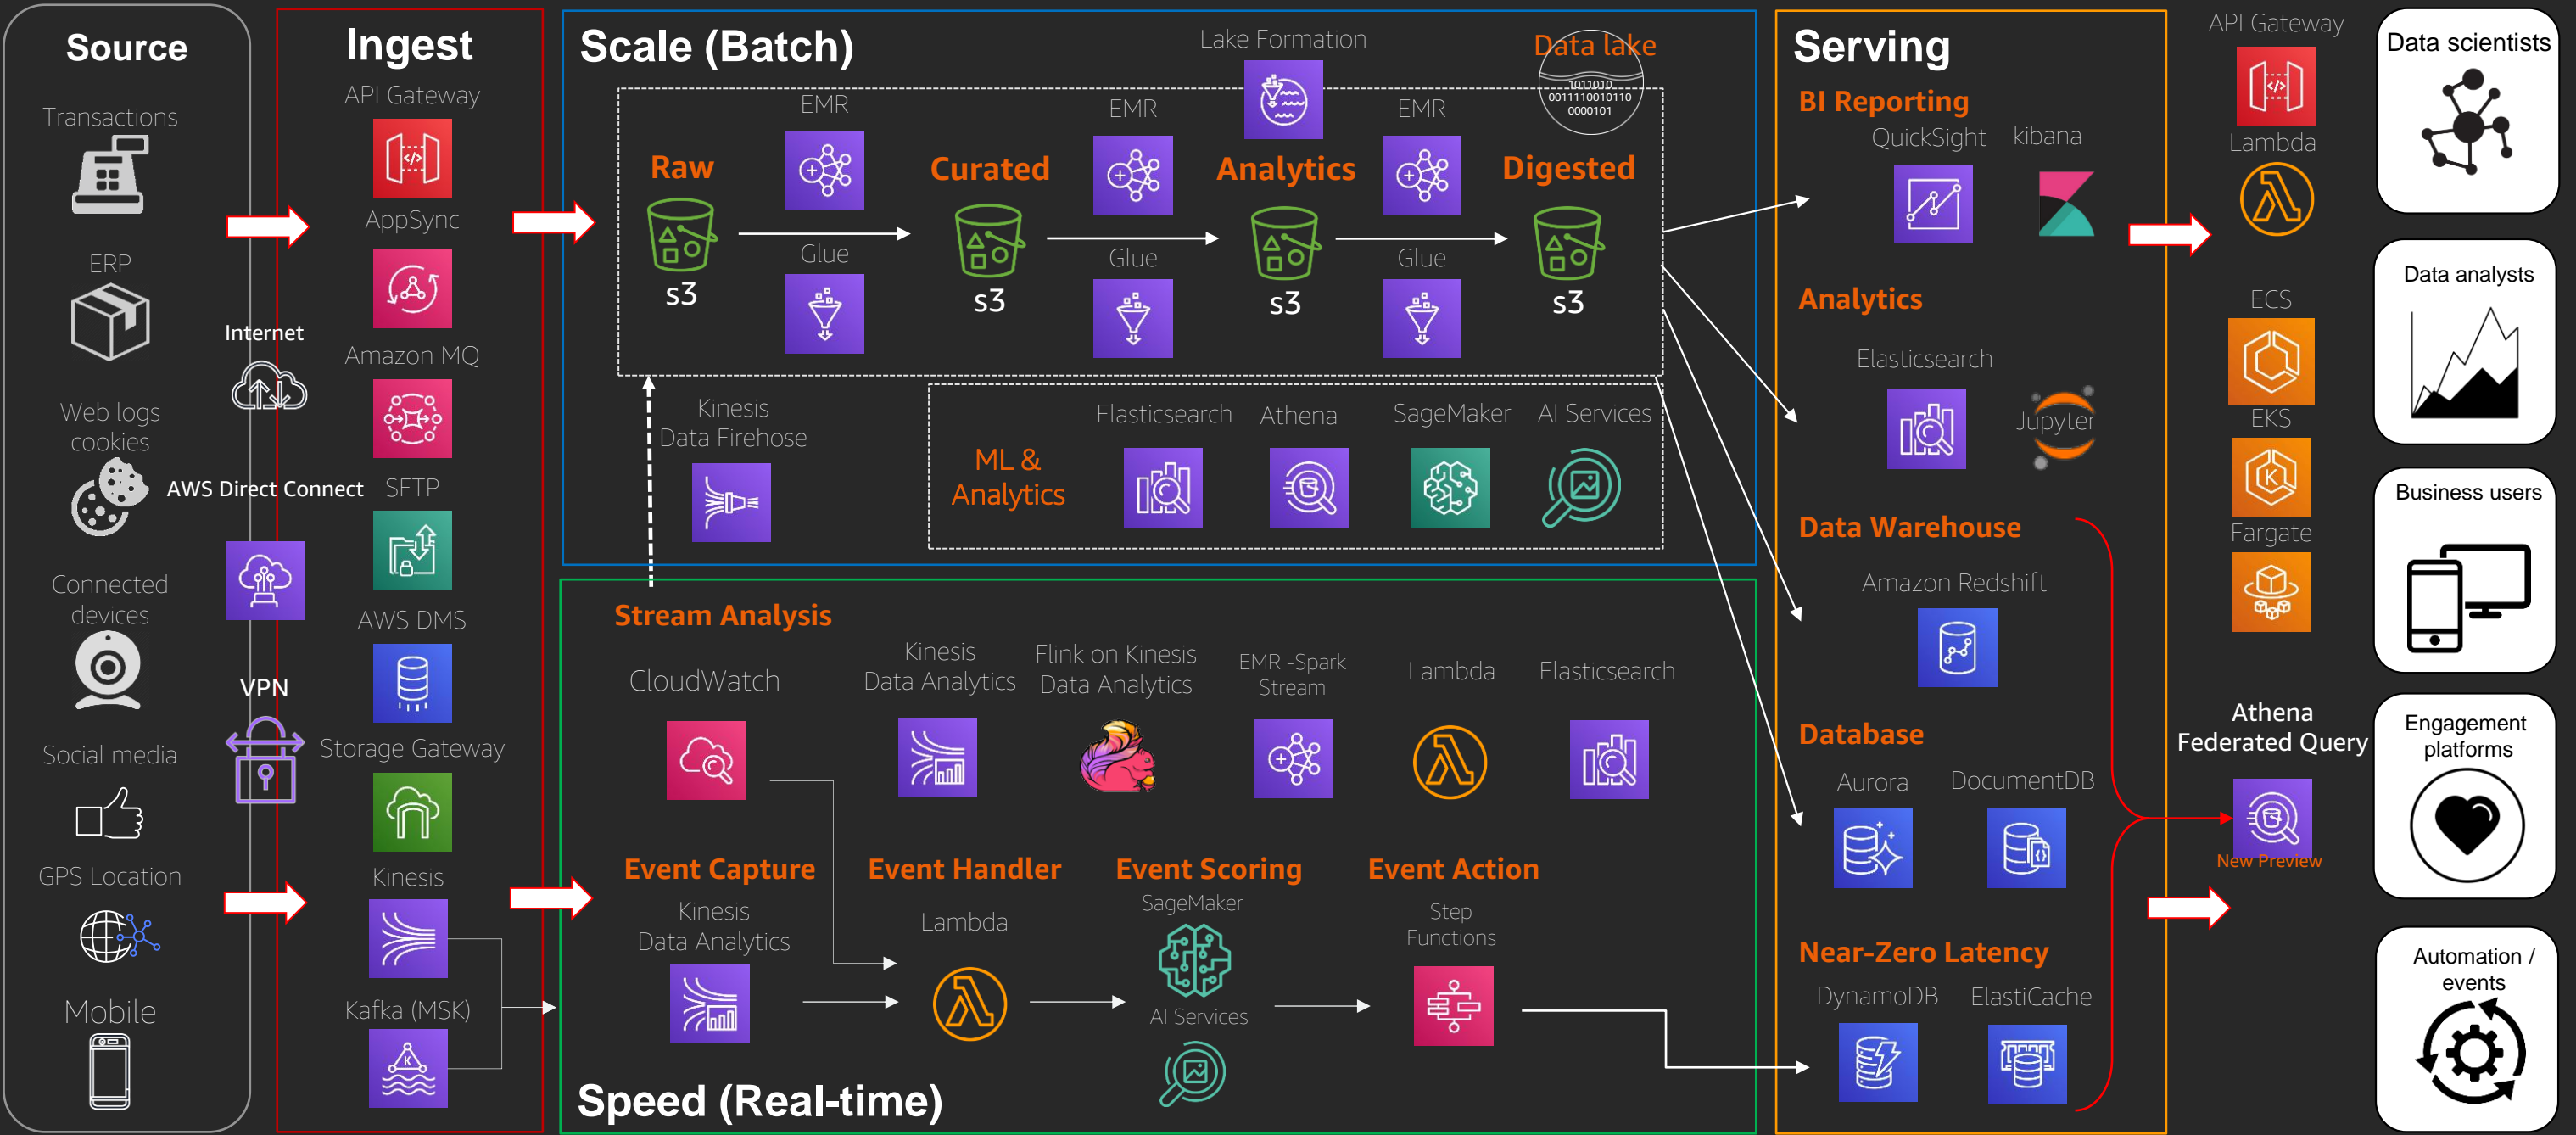 Source
Transactions
ERP
Web logs
cookies
Connected
devices
Social media
GPS Location
Mobile
Internet
AWS Direct Connect
VPN
Ingest
API Gateway
AppSync
Amazon MQ
SFTP
AWS DMS
Storage Gateway
Kinesis
Kafka (MSK)
K
Scale (Batch)
Lake Formation
Data lake
1011010
0011110010110
0000101
EMR
EMR
EMR
Raw
Curated
Analytics
Digested
Glue
Glue
Glue
s3
s3
s3
s3
Kinesis
Data Firehose
ML &
Analytics
Elasticsearch
Athena
SageMaker
AI Services
Stream Analysis
CloudWatch
Kinesis
Data Analytics
Flink on Kinesis
Data Analytics
EMR -Spark
Stream
Lambda
Elasticsearch
Event Capture
Event Handler
Event Scoring
Event Action
Kinesis
Data Analytics
Lambda
SageMaker
AI Services
Step
Functions
Speed (Real-time)
Serving
BI Reporting
QuickSight
kibana
Analytics
Elasticsearch
Jupyter
Data Warehouse
Amazon Redshift
Database
Aurora
DocumentDB
Near-Zero Latency
DynamoDB
ElastiCache
API Gateway
Lambda
ECS
EKS
K
Fargate
Athena
Federated Query
New Preview
Data scientists
Data analysts
Business users
Engagement
platforms
Automation /
events